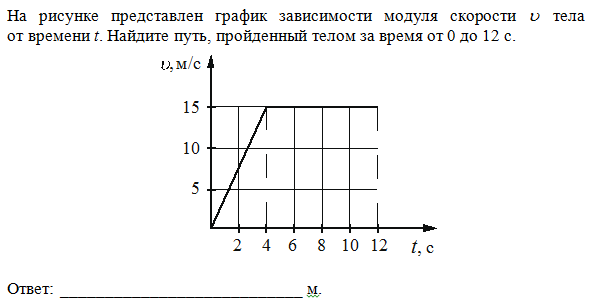 На рисунке представлен график зависимости модуля скорости υ тела
от времени t. Найдите путь, пройденный телом за время от 0 до 12 с.
υ, м/с
15
10
5
2 4 6 8 10 12 t, с
Ответ: ___________________________ м.